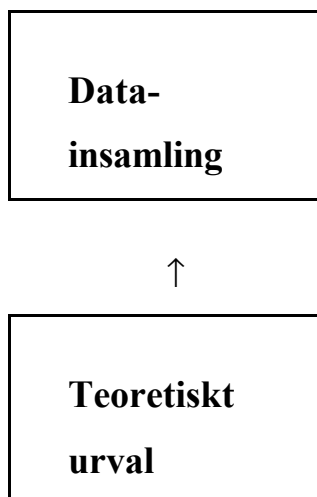 Data-
insamling
↑
Teoretiskt
urval